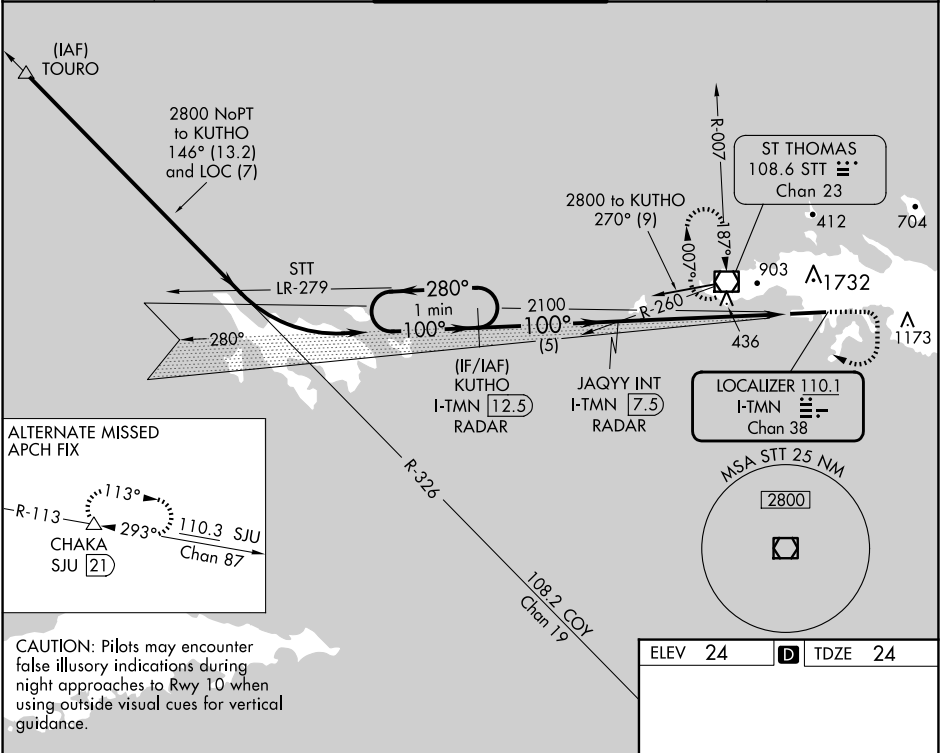 (IAF)
TOURO
2800 NoPT
to KUTHO
146° (13.2)
and LOC (7)
R-007
ST THOMAS
108.6 STT
Chan 23
2800 to KUTHO
270° (9)
187°
007°
412
704
903
1732
STT
LR-279
280°
1 min
100°
2100
100°
(5)
R-260
436
1173
280°
(IF/IAF)
KUTHO
I-TMN 12.5
RADAR
JAQYY INT
I-TMN 7.5
RADAR
LOCALIZER 110.1
I-TMN
Chan 38
ALTERNATE MISSED
APCH FIX
113°
R-113
293°
110.3 SJU
Chan 87
CHAKA
SJU 21
R-326
108.2 COY
Chan 19
MSA STT 25 NM
2800
CAUTION: Pilots may encounter
false illusory indications during
night approaches to Rwy 10 when
using outside visual cues for vertical
guidance.
ELEV 24 D TDZE 24